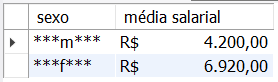 sexo média salarial
***m*** R$ 4.200,00
***f*** R$ 6.920,00